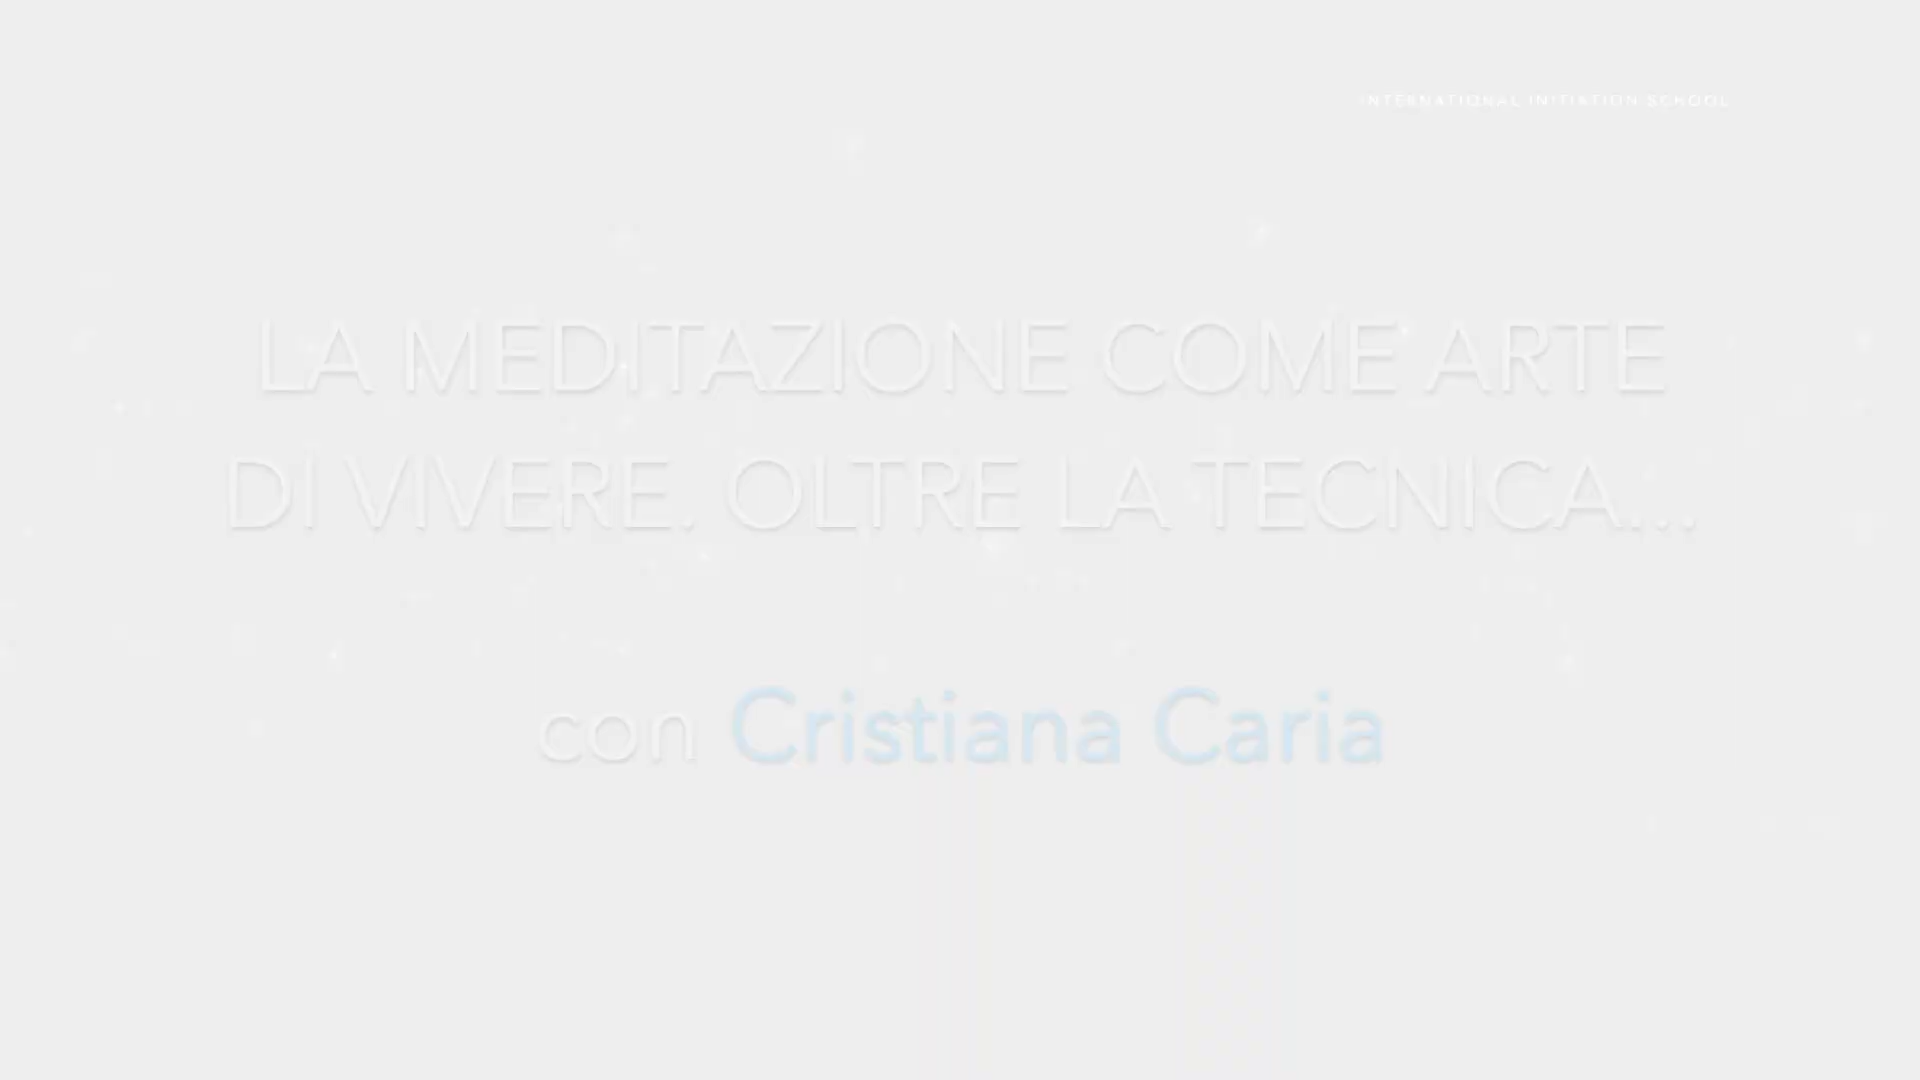 INTERNATIONAL INITIATION SCHOOL
LA MEDITAZIONE COME ARTE
DI VIVERE. OLTRE LA TECNICA...
con Cristiana Caria